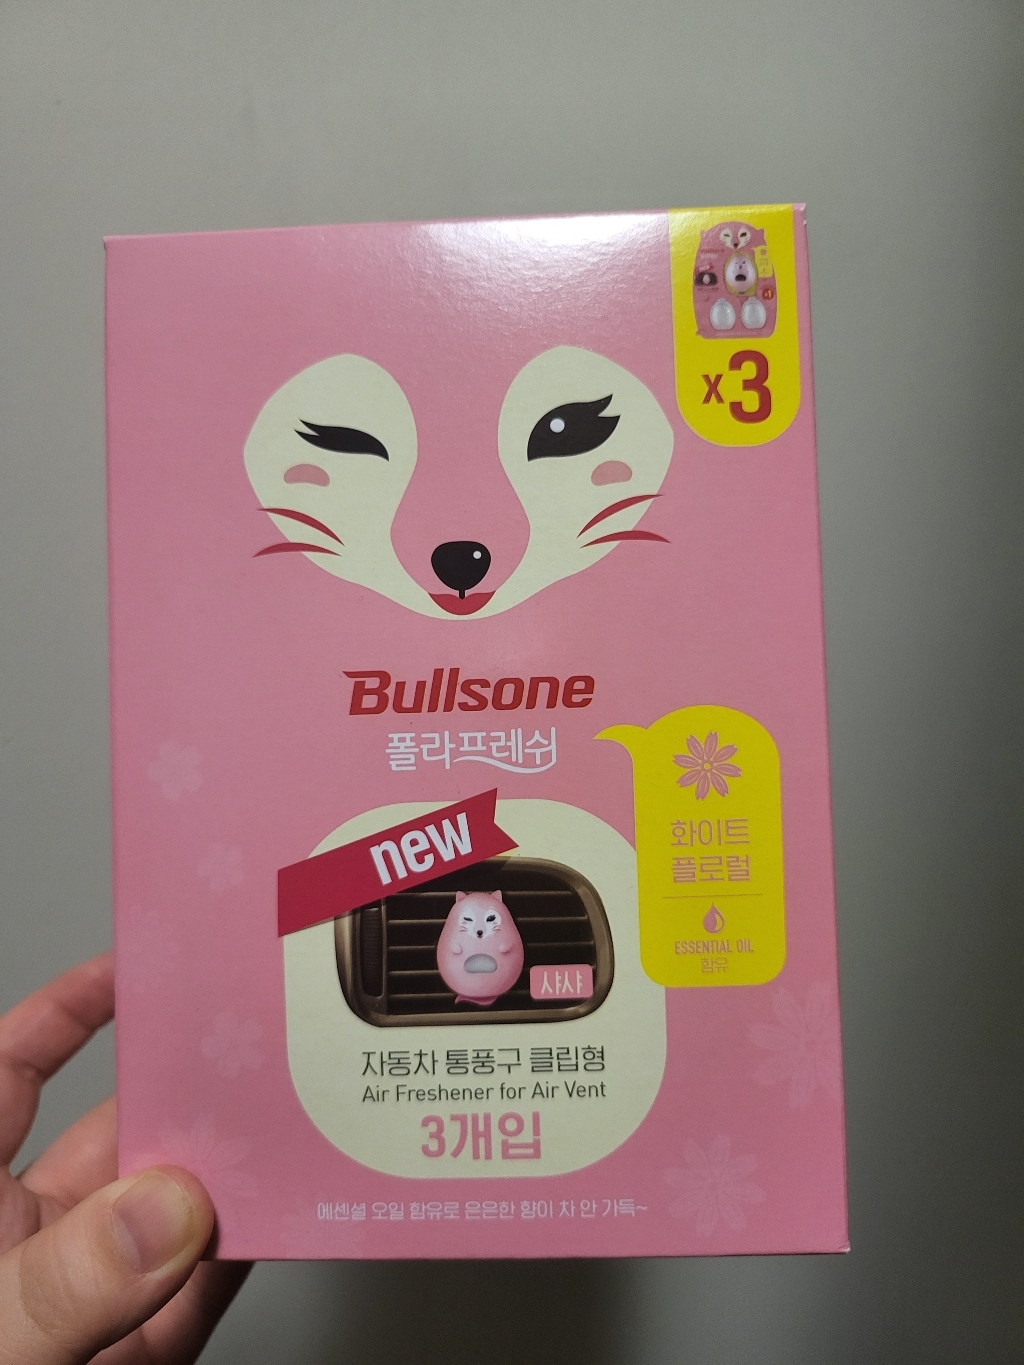 x3
Bullsone
폴라프레쉬
new
화이트
플로럴
ESSENTIAL OIL
함유
샤샤
자동차 통풍구 클립형
Air Freshener for Air Vent
3개입
에센셜 오일 함유로 은은한 향이 차 안 가득~